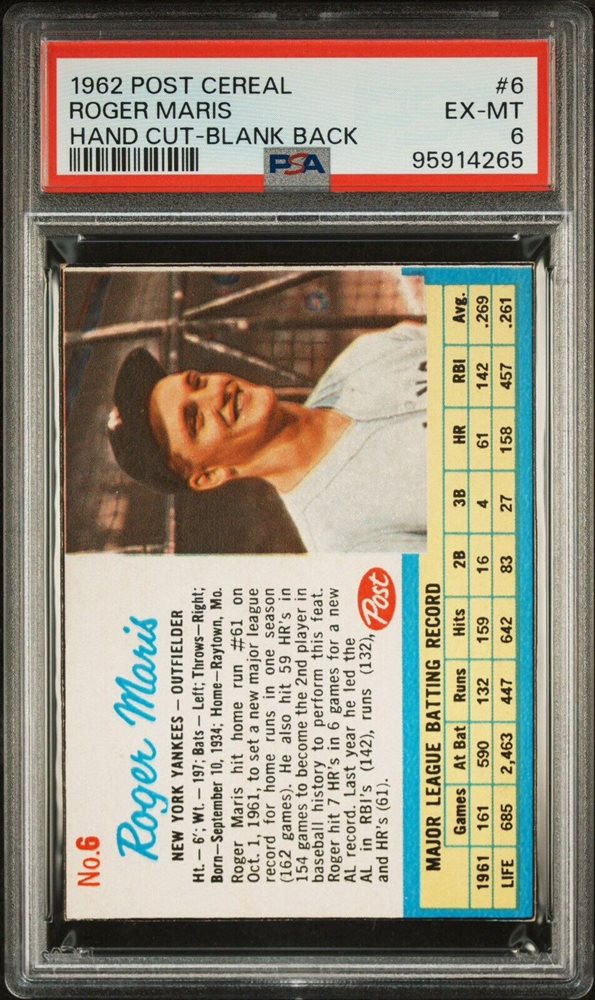 1962 POST CEREAL #6
ROGER MARIS EX-MT
HAND CUT-BLANK BACK 6
PSA 95914265
No.6
Roger Maris
NEW YORK YANKEES — OUTFIELDER
Ht. — 6'; Wt. — 197; Bats — Left; Throws—Right;
Born—September 10, 1934; Home—Raytown, Mo.
Roger Maris hit home run #61 on
Oct. 1, 1961, to set a new major league
record for home runs in one season
(162 games). He also hit 59 HR's in
154 games to become the 2nd player in
baseball history to perform this feat.
Roger hit 7 HR's in 6 games for a new
AL record. Last year he led the
AL in RBI's (142), runs (132),
and HR's (61).
Post
MAJOR LEAGUE BATTING RECORD
Games At Bat Runs Hits 2B 3B HR RBI Avg.
1961 161 590 132 159 16 4 61 142 .269
LIFE 685 2,463 447 642 83 27 158 457 .261